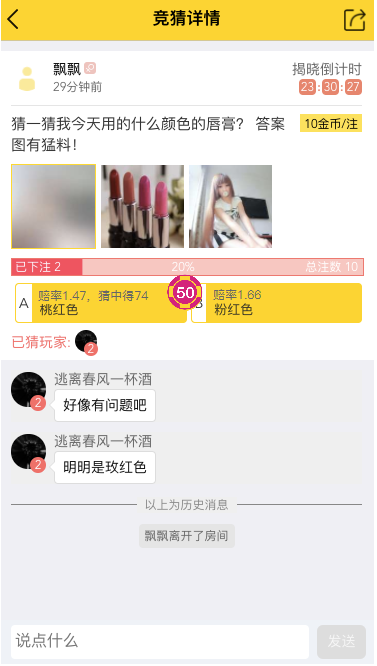 竞猜详情
飘飘
揭晓倒计时
29分钟前
23:30:27
猜一猜我今天用的什么颜色的唇膏？ 答案
10金币/注
图有猛料！
已下注 2
20%
总注数 10
A
赔率1.47，猜中得74
桃红色
50
B
赔率1.66
粉红色
已猜玩家:
2
逃离春风一杯酒
2
好像有问题吧
逃离春风一杯酒
2
明明是玫红色
以上为历史消息
飘飘离开了房间
说点什么
发送